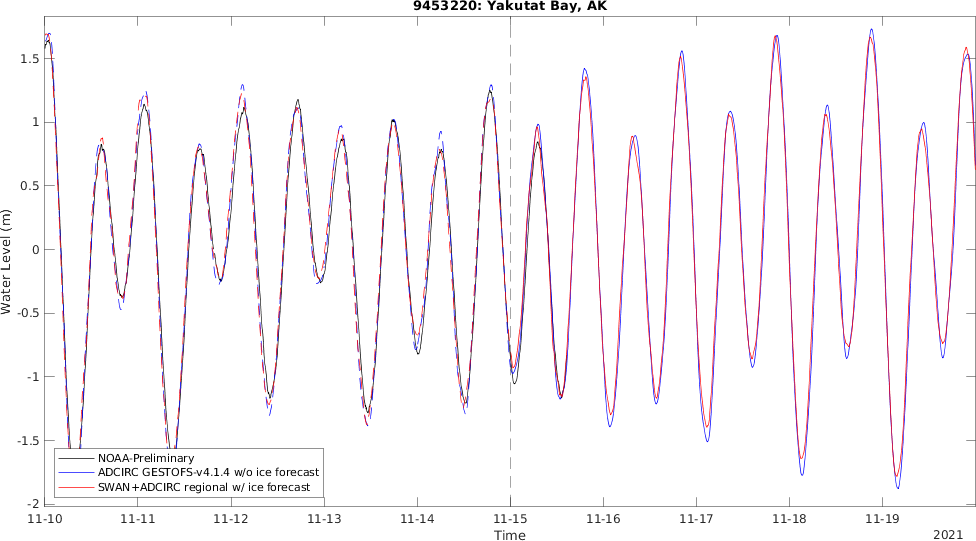 9453220: Yakutat Bay, AK
Water Level (m)
1.5
1
0.5
0
-0.5
-1
-1.5
-2
NOAA-Preliminary
ADCIRC GESTOFS-v4.1.4 w/o ice forecast
SWAN+ADCIRC regional w/ ice forecast
11-10 11-11 11-12 11-13 11-14 11-15 11-16 11-17 11-18 11-19
Time
2021